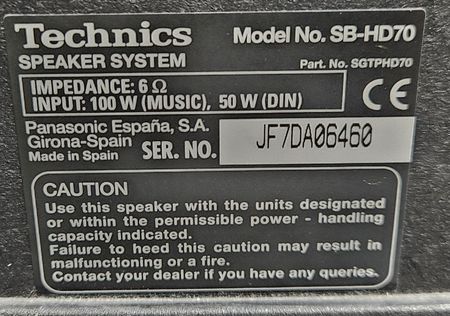 Technics Model No. SB-HD70
SPEAKER SYSTEM Part. No. SGTPHD70
IMPEDANCE: 6 Ω
INPUT: 100 W (MUSIC), 50 W (DIN)
CE
Panasonic España, S.A.
Girona-Spain
Made in Spain SER. NO. JF7DA06460
CAUTION
Use this speaker with the units designated
or within the permissible power - handling
capacity indicated.
Failure to heed this caution may result in
malfunctioning or a fire.
Contact your dealer if you have any queries.